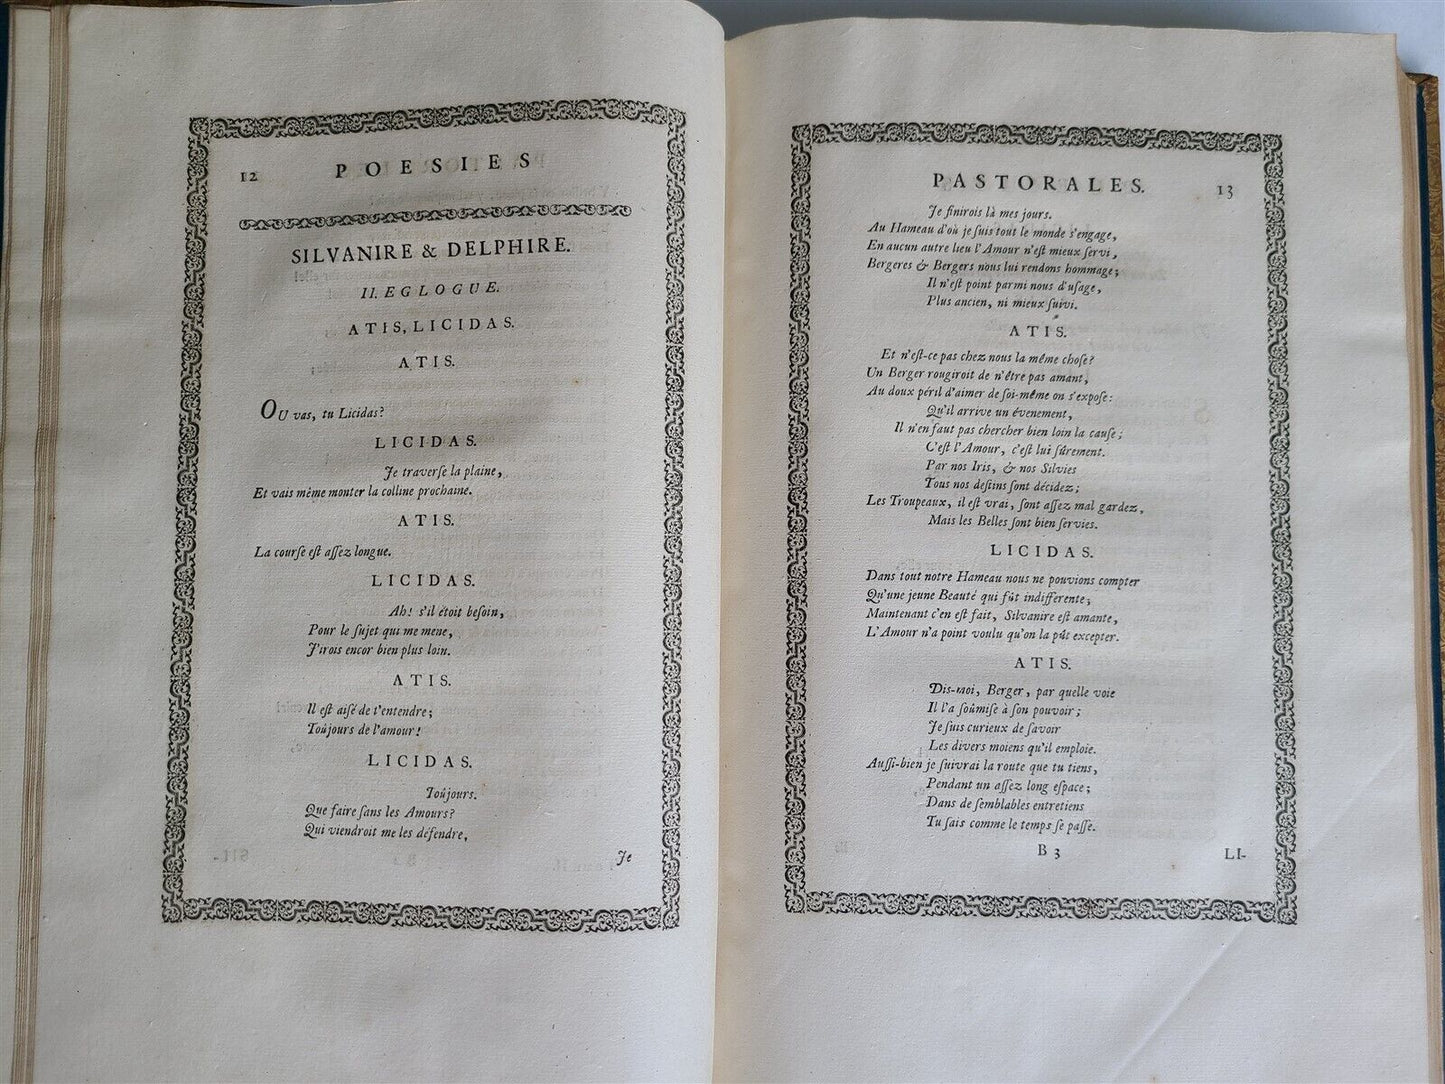 12 POESIES
SILVANIRE & DELPHIRE.
II. EGLOGUE.
ATIS, LICIDAS.
ATIS.
OU vas, tu Licidas?
LICIDAS.
Je traverſe la plaine,
Et vais même monter la colline prochaine.
ATIS.
La courſe eſt aſſez longue.
LICIDAS.
Ah! s'il étoit beſoin,
Pour le ſujet qui me mene,
J'irois encor bien plus loin.
ATIS.
Il eſt aiſé de t'entendre;
Toûjours de l'amour!
LICIDAS.
Toûjours.
Que faire ſans les Amours?
Qui viendroit me les défendre,
Je
PASTORALES. 13
Je finirois là mes jours.
Au Hameau d'où je ſuis tout le monde s'engage,
En aucun autre lieu l'Amour n'eſt mieux ſervi,
Bergeres & Bergers nous lui rendons hommage;
Il n'eſt point parmi nous d'uſage,
Plus ancien, ni mieux ſuivi.
ATIS.
Et n'eſt-ce pas chez nous la même choſe?
Un Berger rougiroit de n'être pas amant,
Au doux péril d'aimer de ſoi-même on s'expoſe:
Qu'il arrive un évenement,
Il n'en faut pas chercher bien loin la cauſe;
C'eſt l'Amour, c'eſt lui ſûrement.
Par nos Iris, & nos Silvies
Tous nos deſtins ſont décidez;
Les Troupeaux, il eſt vrai, ſont aſſez mal gardez,
Mais les Belles ſont bien ſervies.
LICIDAS.
Dans tout notre Hameau nous ne pouvions compter
Qu'une jeune Beauté qui fût indifferente;
Maintenant c'en eſt fait, Silvanire eſt amante,
L'Amour n'a point voulu qu'on la pût excepter.
ATIS.
Dis-moi, Berger, par quelle voie
Il l'a ſoûmiſe à ſon pouvoir;
Je ſuis curieux de ſavoir
Les divers moiens qu'il emploie.
Auſſi-bien je ſuivrai la route que tu tiens,
Pendant un aſſez long eſpace;
Dans de ſemblables entretiens
Tu ſais comme le temps ſe paſſe.
B 3 LI-